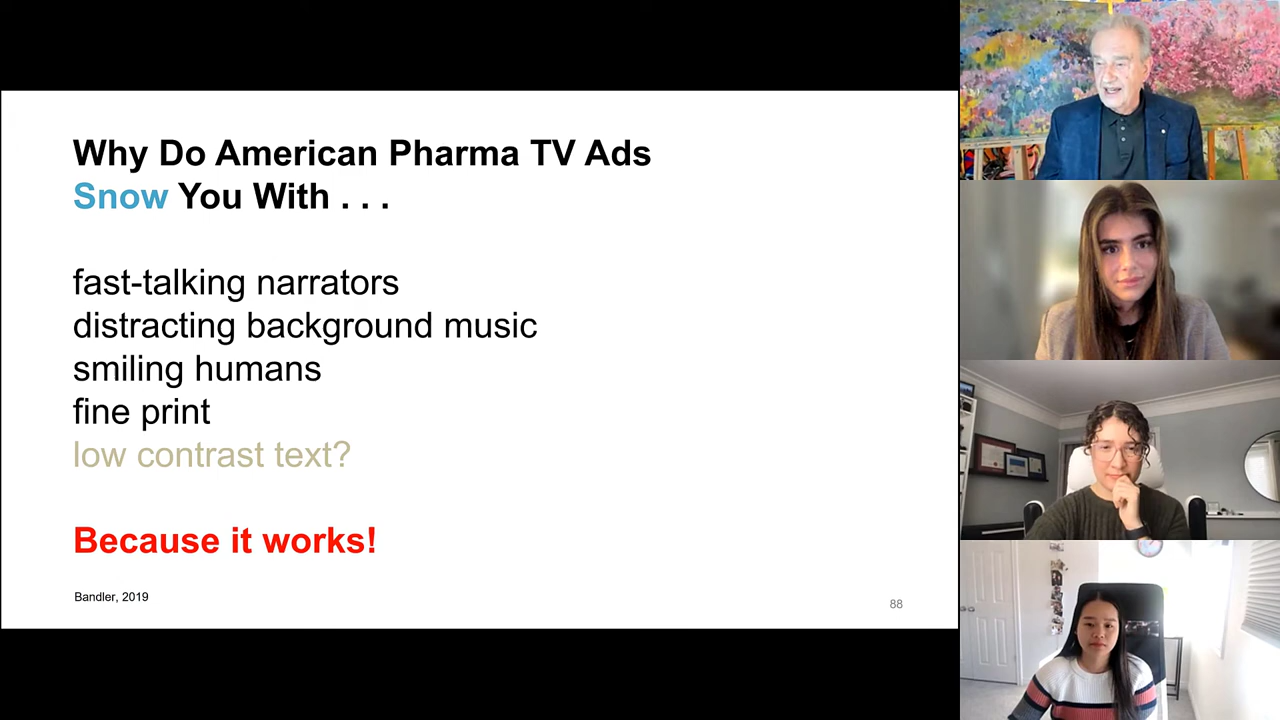 Why Do American Pharma TV Ads
Snow You With . . .
fast-talking narrators
distracting background music
smiling humans
fine print
low contrast text?
Because it works!
Bandler, 2019
88